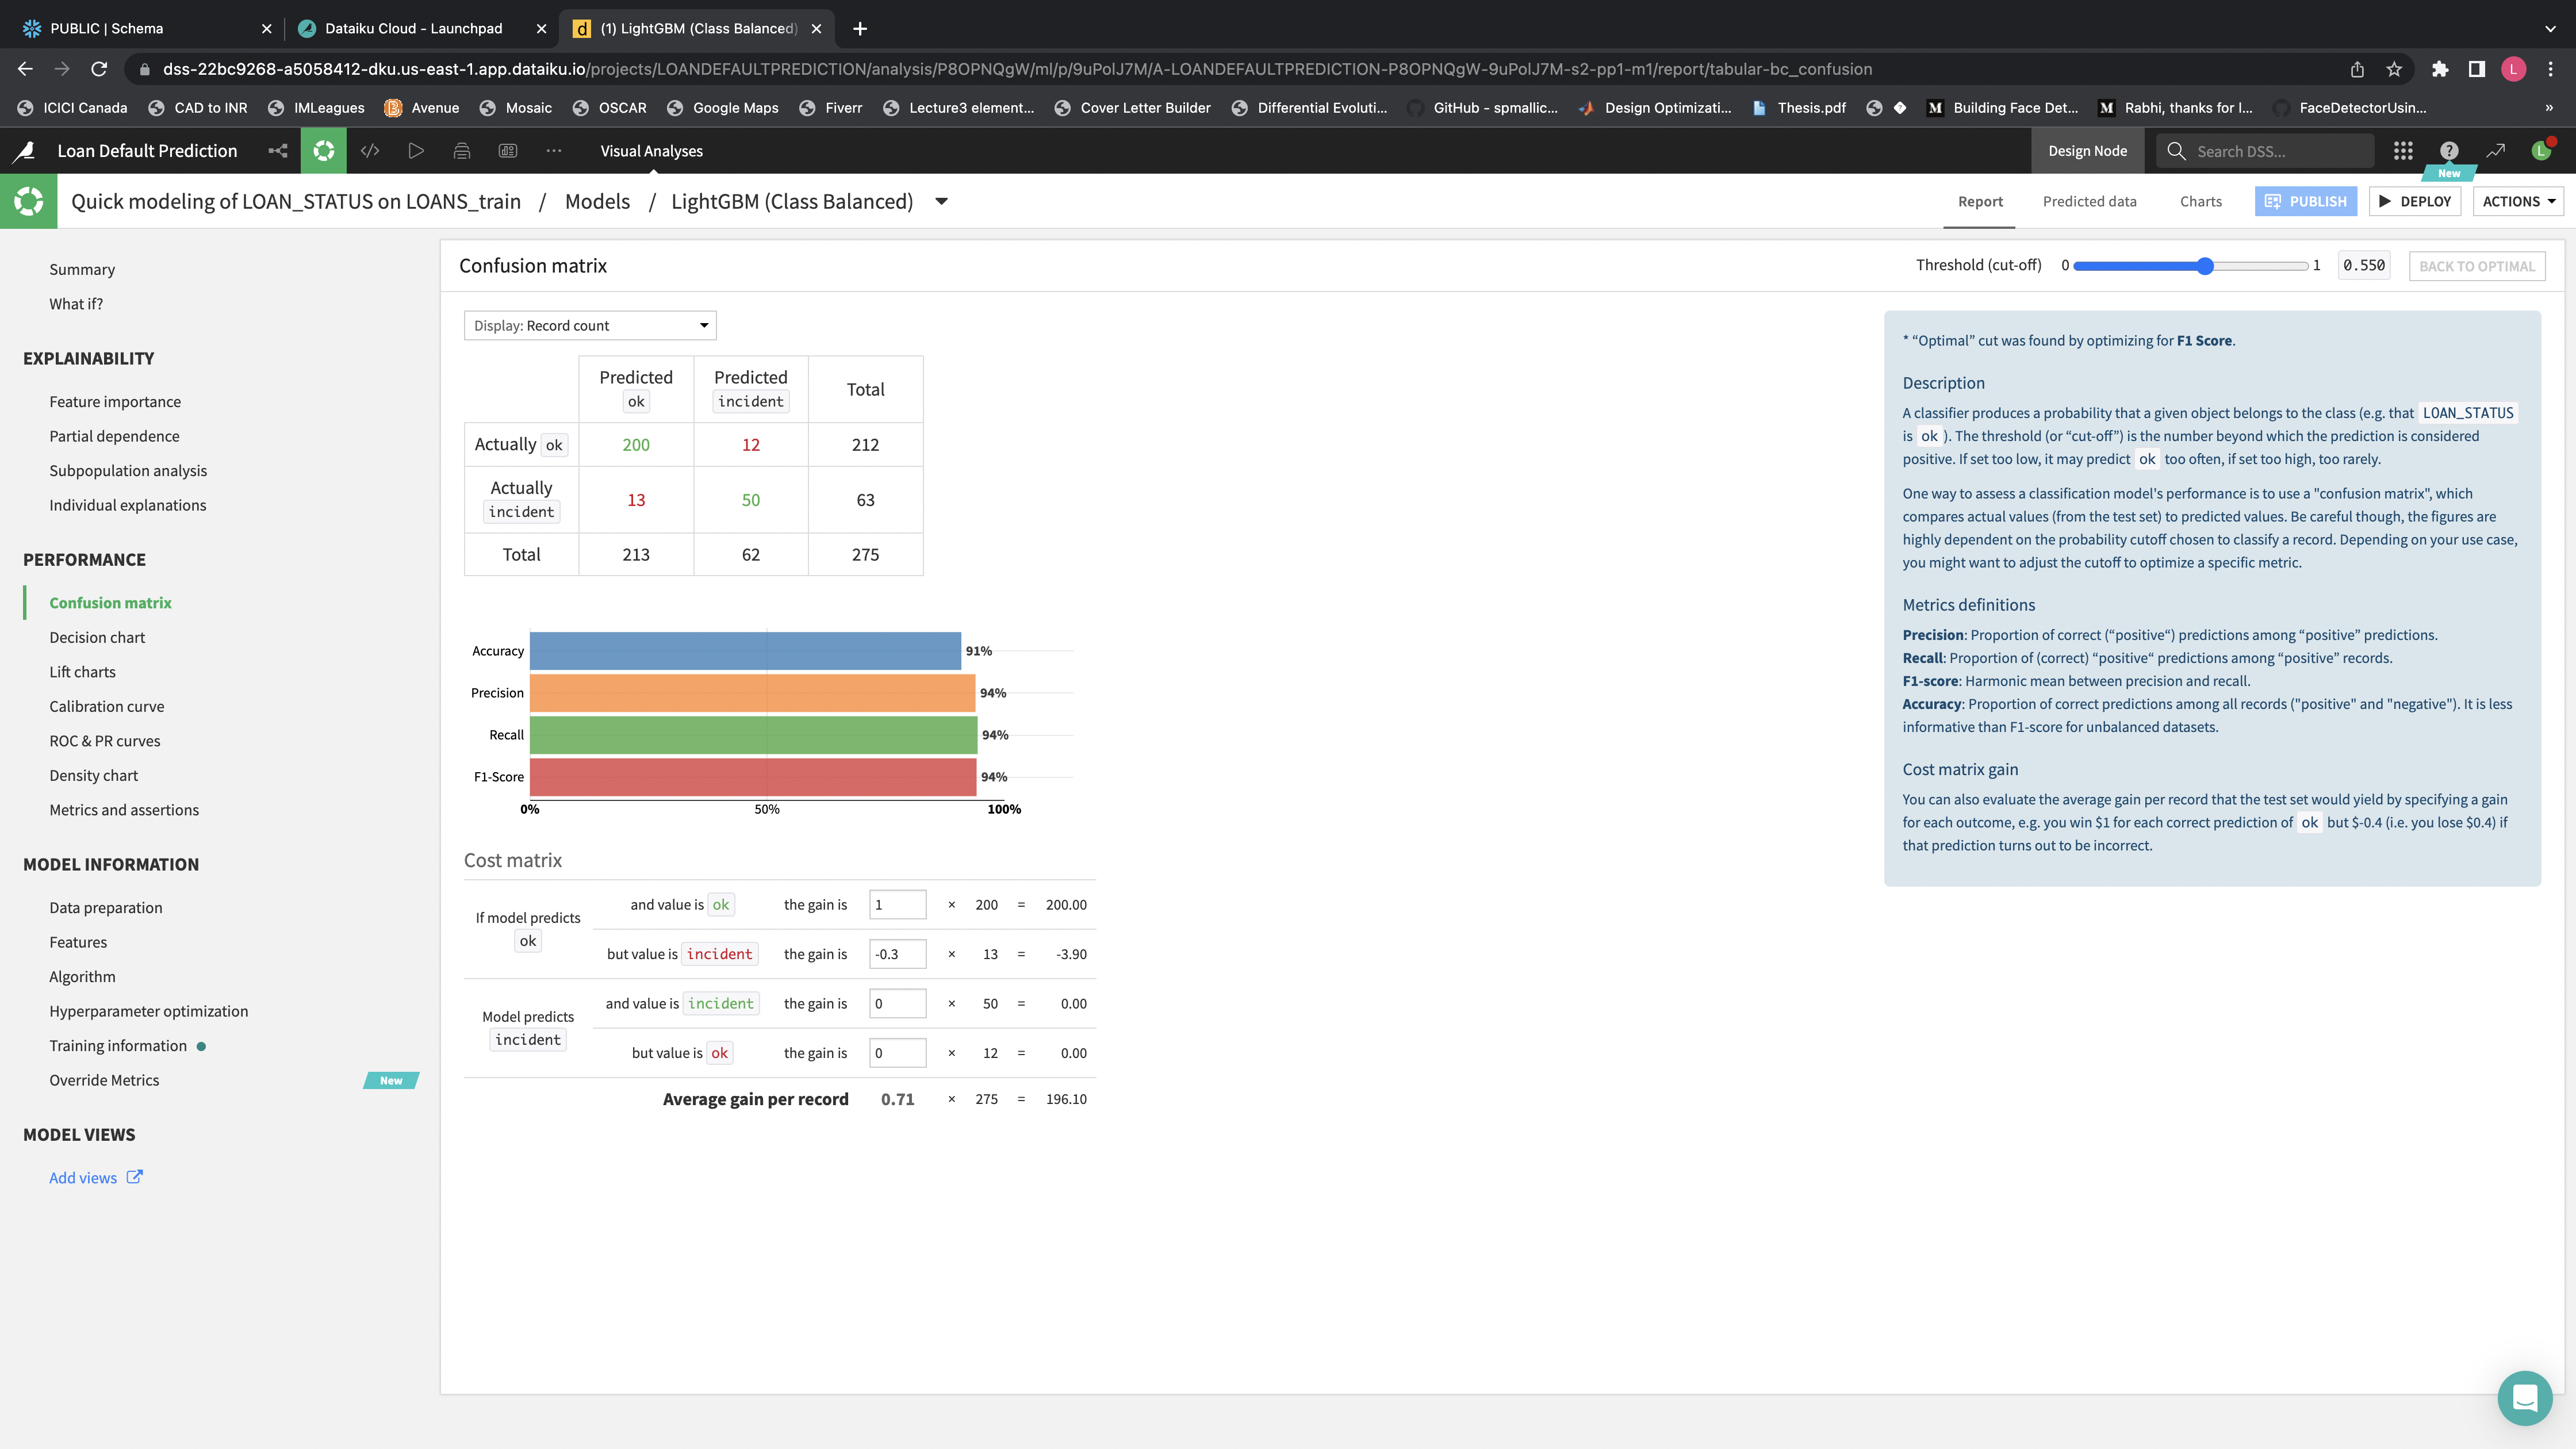 PUBLIC | Schema
Dataiku Cloud - Launchpad
(1) LightGBM (Class Balanced)
dss-22bc9268-a5058412-dku.us-east-1.app.dataiku.io/projects/LOANDEFAULTPREDICTION/analysis/P8OPNQgW/ml/p/9uPolJ7M/A-LOANDEFAULTPREDICTION-P8OPNQgW-9uPolJ7M-s2-pp1-m1/report/tabular-bc_confusion
L
ICICI Canada
CAD to INR
IMLeagues
Avenue
Mosaic
OSCAR
Google Maps
Fiverr
Lecture3 element...
Cover Letter Builder
Differential Evoluti...
GitHub - spmallic...
Design Optimizati...
Thesis.pdf
Building Face Det...
Rabhi, thanks for l...
FaceDetectorUsin...
»
Loan Default Prediction
Visual Analyses
Design Node
Search DSS...
L
New
Quick modeling of LOAN_STATUS on LOANS_train / Models / LightGBM (Class Balanced)
Report
Predicted data
Charts
PUBLISH
DEPLOY
ACTIONS
Summary
What if?
EXPLAINABILITY
Feature importance
Partial dependence
Subpopulation analysis
Individual explanations
PERFORMANCE
Confusion matrix
Decision chart
Lift charts
Calibration curve
ROC & PR curves
Density chart
Metrics and assertions
MODEL INFORMATION
Data preparation
Features
Algorithm
Hyperparameter optimization
Training information
Override Metrics
New
MODEL VIEWS
Add views
Confusion matrix
Threshold (cut-off) 0 1 0.550
BACK TO OPTIMAL
Display: Record count
Predicted ok
Predicted incident
Total
Actually ok 200 12 212
Actually incident 13 50 63
Total 213 62 275
Accuracy 91%
Precision 94%
Recall 94%
F1-Score 94%
0% 50% 100%
Cost matrix
If model predicts ok
and value is ok the gain is 1 × 200 = 200.00
but value is incident the gain is -0.3 × 13 = -3.90
Model predicts incident
and value is incident the gain is 0 × 50 = 0.00
but value is ok the gain is 0 × 12 = 0.00
Average gain per record 0.71 × 275 = 196.10
* “Optimal” cut was found by optimizing for F1 Score.
Description
A classifier produces a probability that a given object belongs to the class (e.g. that LOAN_STATUS
is ok ). The threshold (or “cut-off”) is the number beyond which the prediction is considered
positive. If set too low, it may predict ok too often, if set too high, too rarely.
One way to assess a classification model's performance is to use a "confusion matrix", which
compares actual values (from the test set) to predicted values. Be careful though, the figures are
highly dependent on the probability cutoff chosen to classify a record. Depending on your use case,
you might want to adjust the cutoff to optimize a specific metric.
Metrics definitions
Precision: Proportion of correct (“positive“) predictions among “positive” predictions.
Recall: Proportion of (correct) “positive“ predictions among “positive” records.
F1-score: Harmonic mean between precision and recall.
Accuracy: Proportion of correct predictions among all records ("positive" and "negative"). It is less
informative than F1-score for unbalanced datasets.
Cost matrix gain
You can also evaluate the average gain per record that the test set would yield by specifying a gain
for each outcome, e.g. you win $1 for each correct prediction of ok but $-0.4 (i.e. you lose $0.4) if
that prediction turns out to be incorrect.